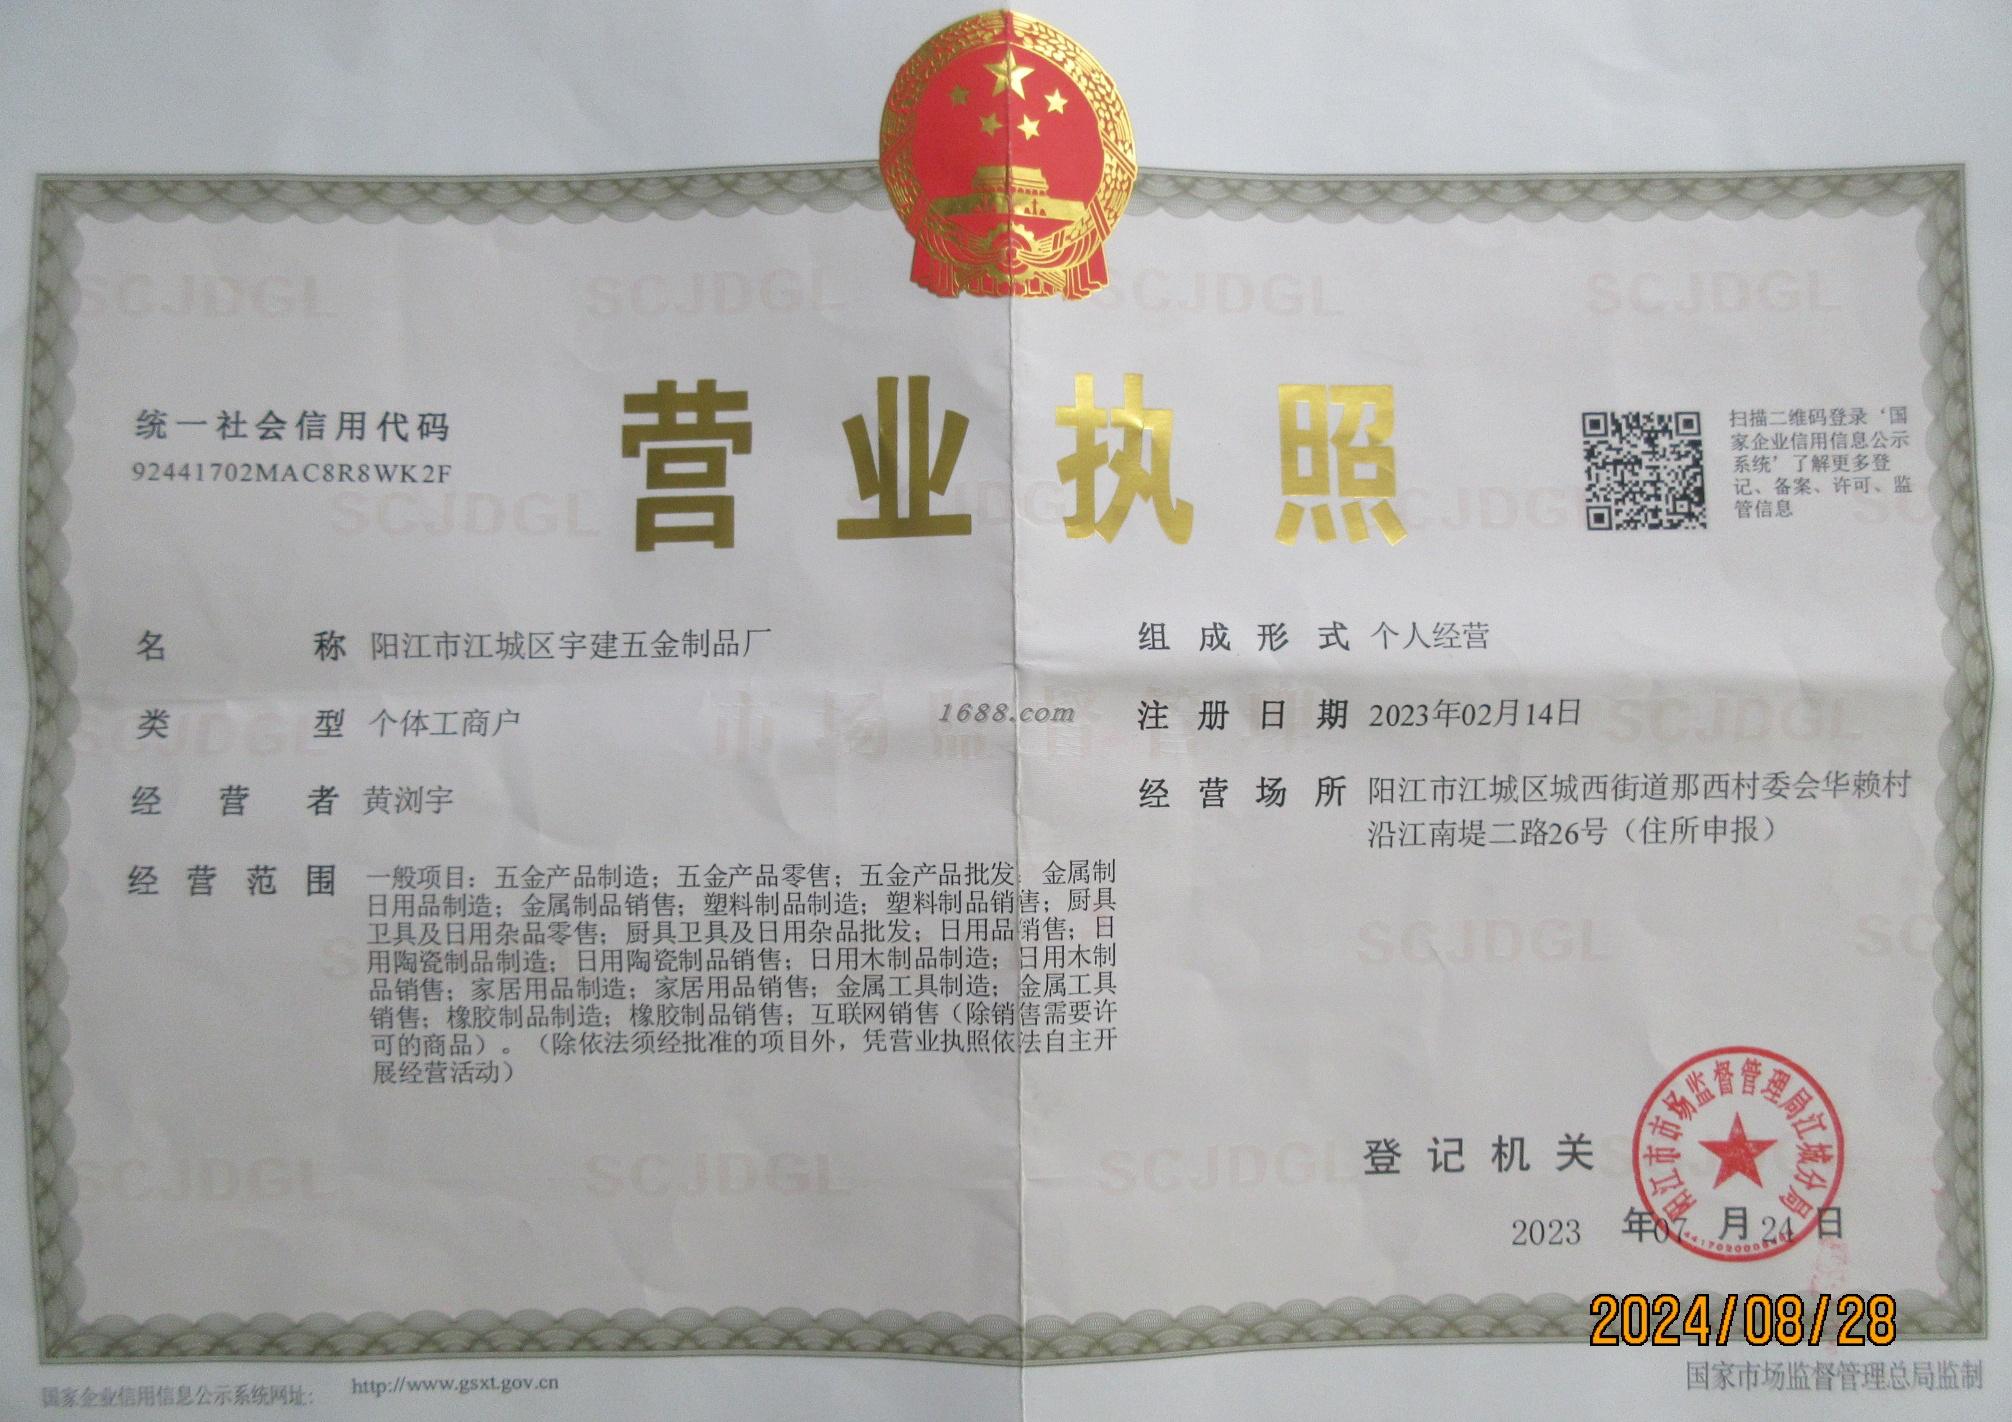 统一社会信用代码
92441702MAC8R8WK2F
营业执照
扫描二维码登录‘国
家企业信用信息公示
系统’了解更多登
记、备案、许可、监
管信息
名称 阳江市江城区宇建五金制品厂
类型 个体工商户
经营者 黄浏宇
经营范围 一般项目：五金产品制造；五金产品零售；五金产品批发；金属制
日用品制造；金属制品销售；塑料制品制造；塑料制品销售；厨具
卫具及日用杂品零售；厨具卫具及日用杂品批发；日用品销售；日
用陶瓷制品制造；日用陶瓷制品销售；日用木制品制造；日用木制
品销售；家居用品制造；家居用品销售；金属工具制造；金属工具
销售；橡胶制品制造；橡胶制品销售；互联网销售（除销售需要许
可的商品）。（除依法须经批准的项目外，凭营业执照依法自主开
展经营活动）
组成形式 个人经营
注册日期 2023年02月14日
经营场所 阳江市江城区城西街道那西村委会华赖村
沿江南堤二路26号（住所申报）
1688.com
市场监督管理
SCJDGL
登记机关
阳江市市场监督管理局江城分局
2023 年07 月24 日
2024/08/28
国家企业信用信息公示系统网址：
http://www.gsxt.gov.cn
国家市场监督管理总局监制